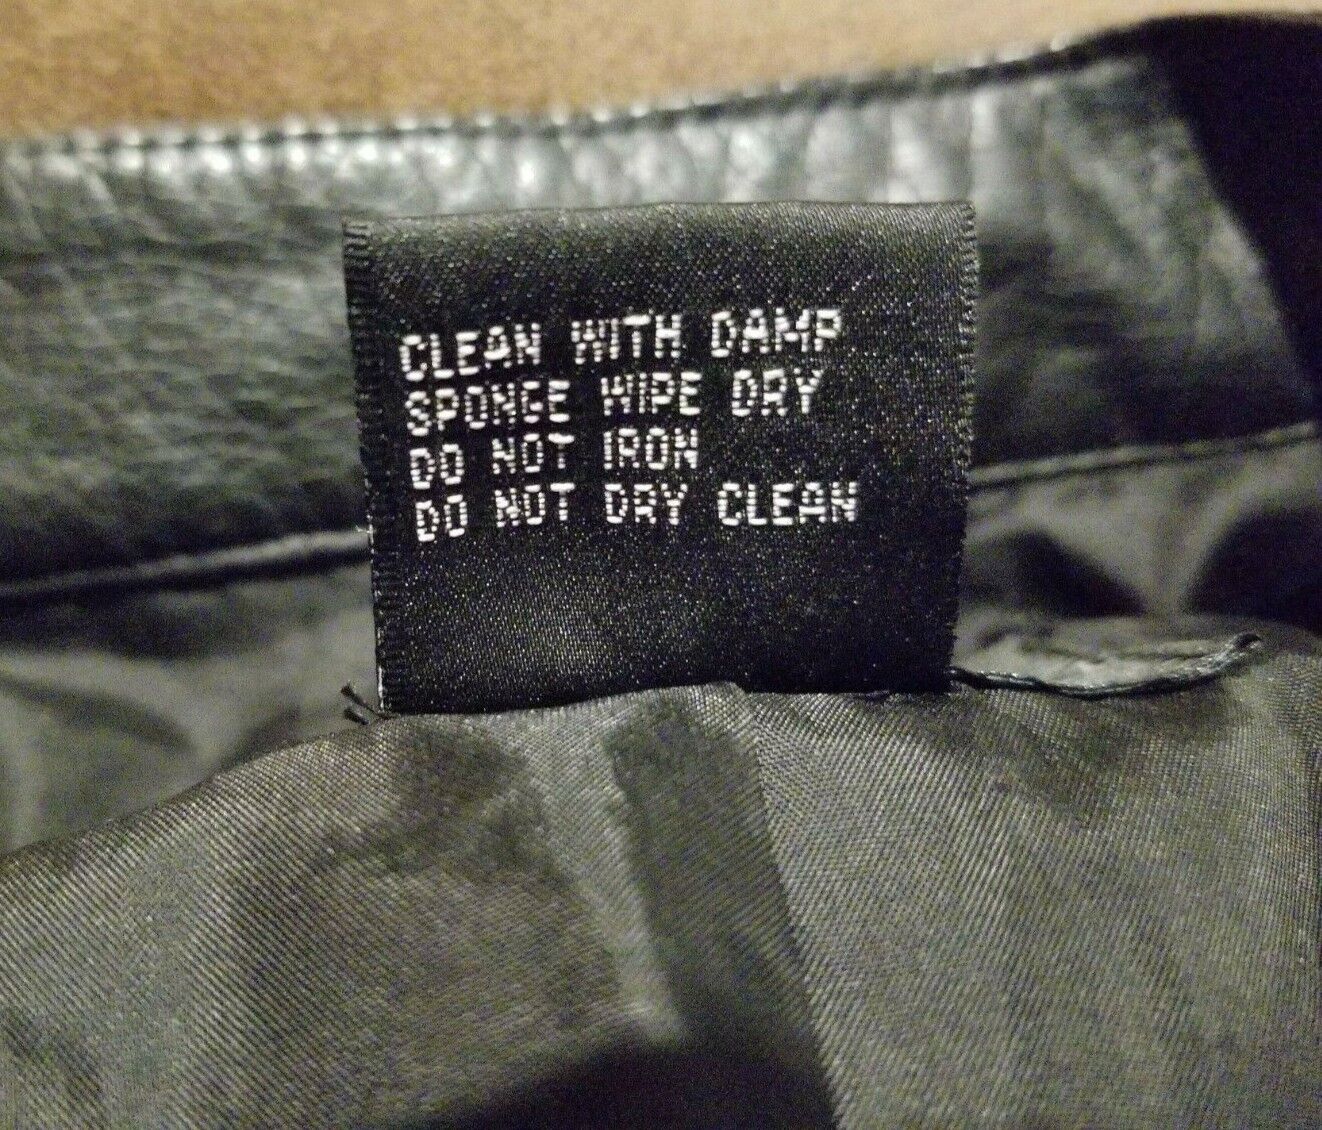 CLEAN WITH DAMP
SPONGE WIPE DRY
DO NOT IRON
DO NOT DRY CLEAN